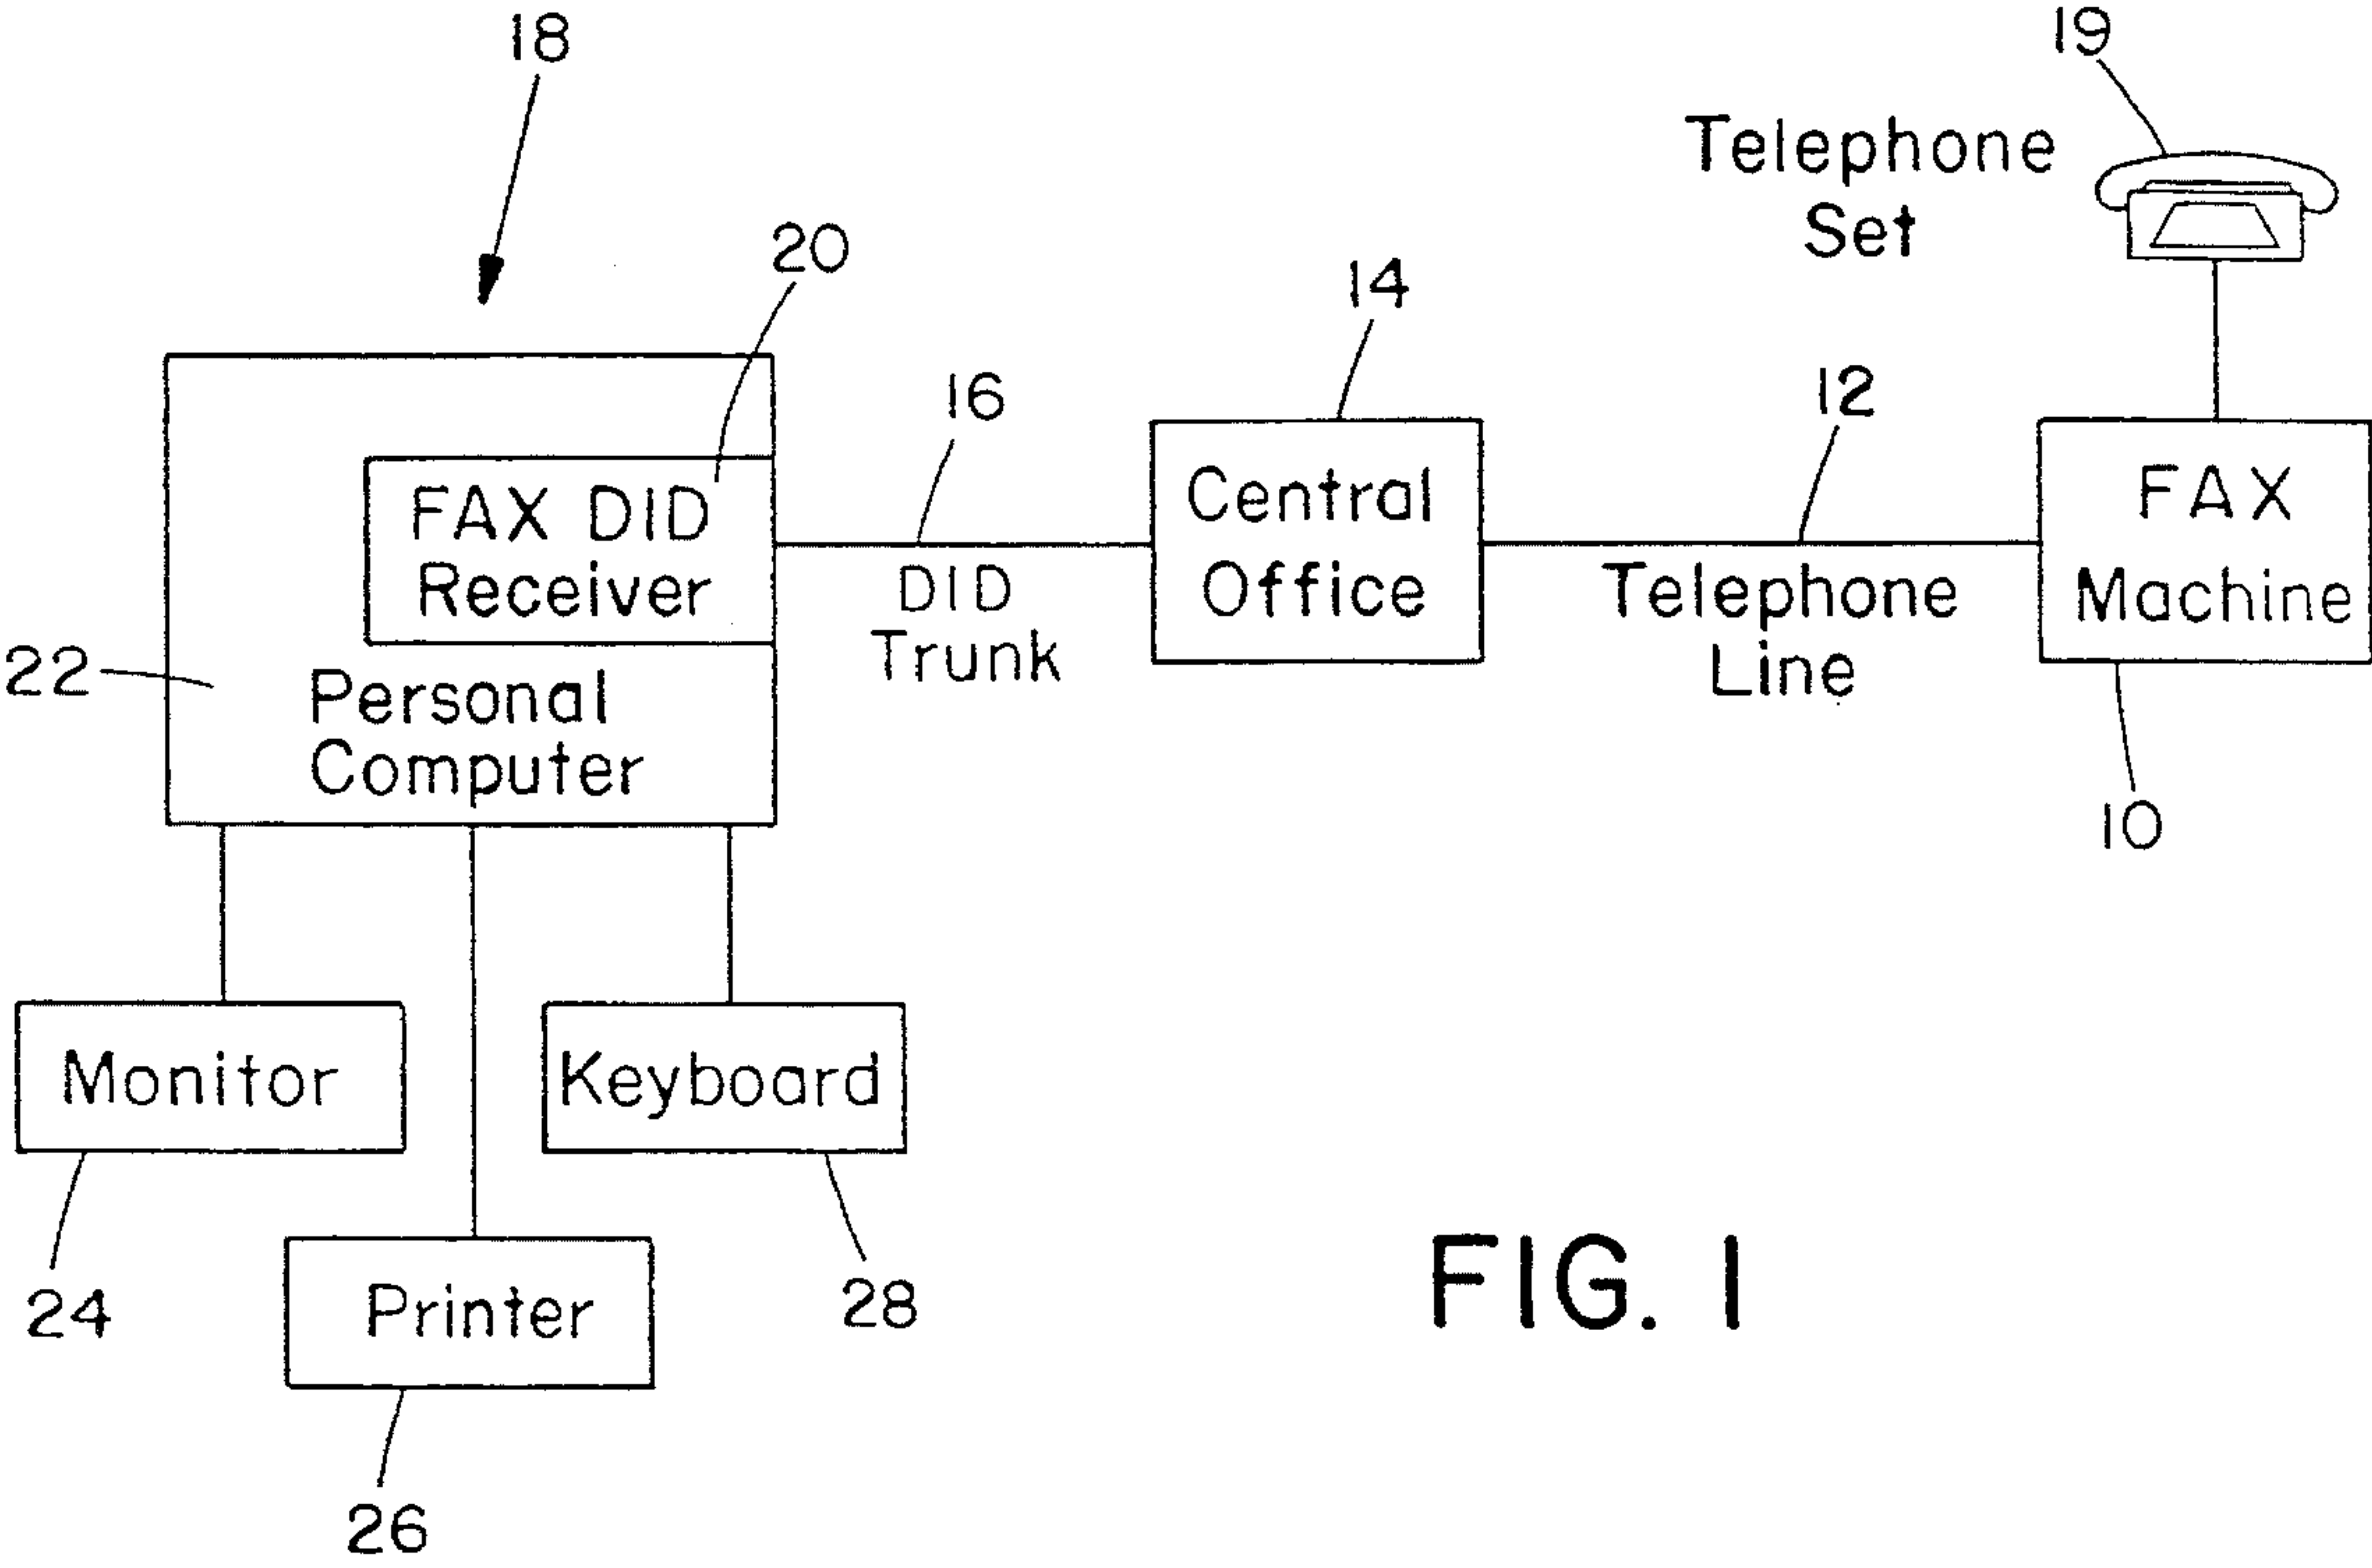 18
19
Telephone
Set
20
14
16
12
FAX DID
Receiver
Central
Office
FAX
Machine
DID
Trunk
Telephone
Line
22
Personal
Computer
10
Monitor
Keyboard
24
Printer
28
26
FIG. 1